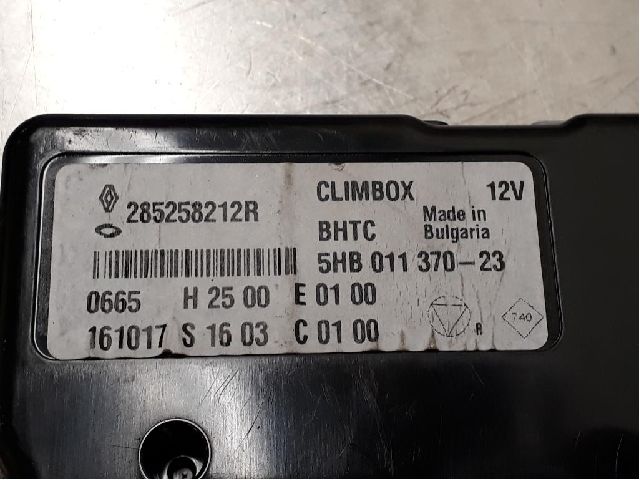 285258212R CLIMBOX 12V
BHTC Made in Bulgaria
5HB 011 370-23
0665 H 25 00 E 01 00
161017 S 16 03 C 01 00
R 740